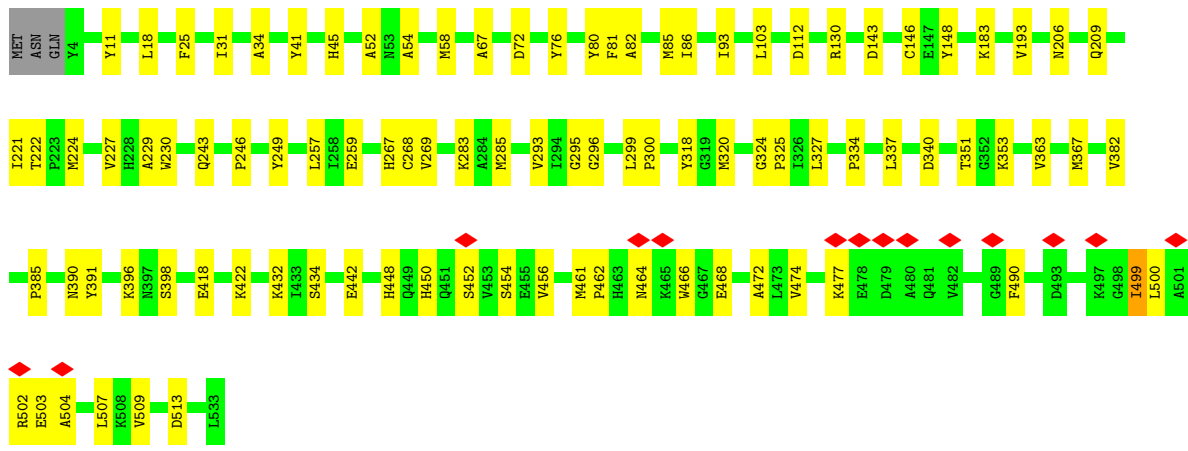 MET ASN GLN Y4 Y11 L18 F25 I31 A34 Y41 H45 A52 N53 A54 M58 A67 D72 Y76 Y80 F81 A82 M85 I86 I93 L103 D112 R130 D143 C146 E147 Y148 K183 V193 N206 Q209
I221 T222 P223 M224 V227 H228 A229 W230 Q243 P246 Y249 L257 I258 E259 H267 C268 V269 K283 A284 M285 V293 I294 G295 G296 L299 P300 Y318 G319 M320 G324 P325 I326 L327 P334 L337 D340 T351 G352 K353 V363 M367 V382
P385 N390 Y391 K396 N397 S398 E418 K422 K432 I433 S434 E442 H448 Q449 H450 Q451 S452 V453 S454 E455 V456 M461 P462 H463 N464 K465 W466 G467 E468 A472 L473 V474 K477 E478 D479 A480 Q481 V482 G489 F490 D493 K497 G498 I499 L500 A501
R502 E503 A504 L507 K508 V509 D513 L533